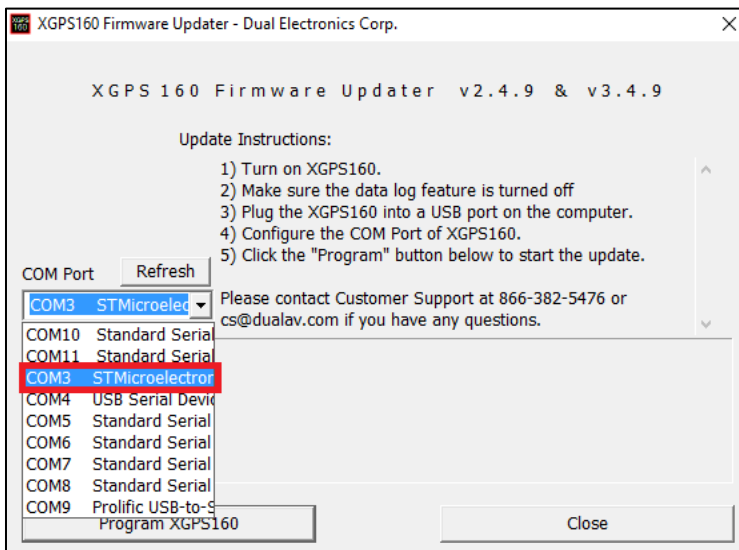 XGPS 160
XGPS160 Firmware Updater - Dual Electronics Corp.
XGPS160 Firmware Updater v2.4.9 & v3.4.9
Update Instructions:
1) Turn on XGPS160.
2) Make sure the data log feature is turned off
3) Plug the XGPS160 into a USB port on the computer.
4) Configure the COM Port of XGPS160.
5) Click the "Program" button below to start the update.
Please contact Customer Support at 866-382-5476 or
cs@dualav.com if you have any questions.
COM Port
Refresh
COM3 STMicroelec
COM10 Standard Serial
COM11 Standard Serial
COM3 STMicroelectron
COM4 USB Serial Devic
COM5 Standard Serial
COM6 Standard Serial
COM7 Standard Serial
COM8 Standard Serial
COM9 Prolific USB-to-S
Program XGPS160
Close